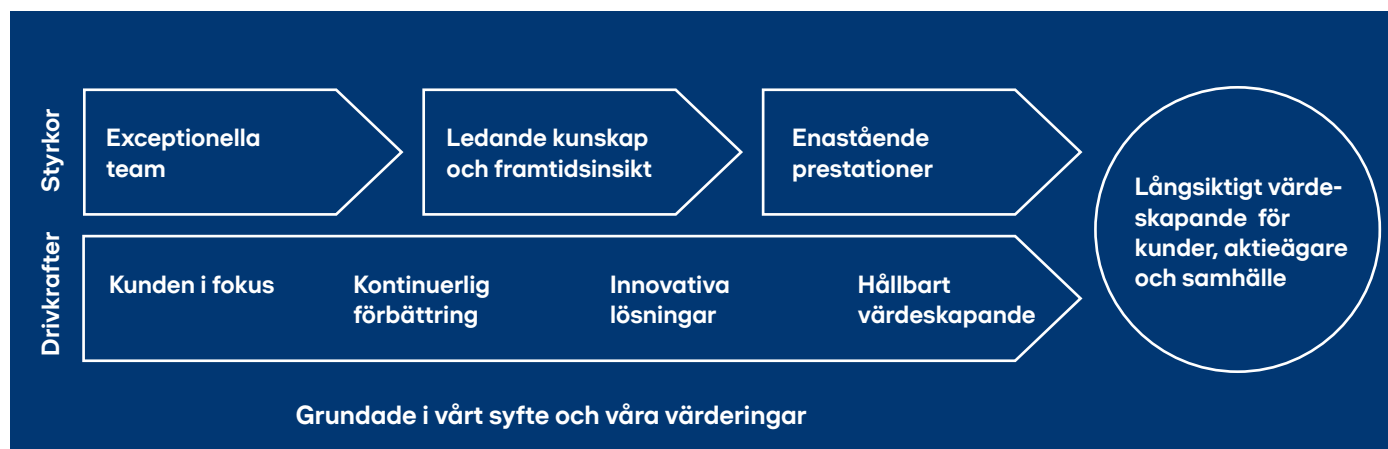 Styrkor
Exceptionella
team
Ledande kunskap
och framtidsinsikt
Enastående
prestationer
Drivkrafter
Kunden i fokus
Kontinuerlig
förbättring
Innovativa
lösningar
Hållbart
värdeskapande
Långsiktigt värde-
skapande för
kunder, aktieägare
och samhälle
Grundade i vårt syfte och våra värderingar